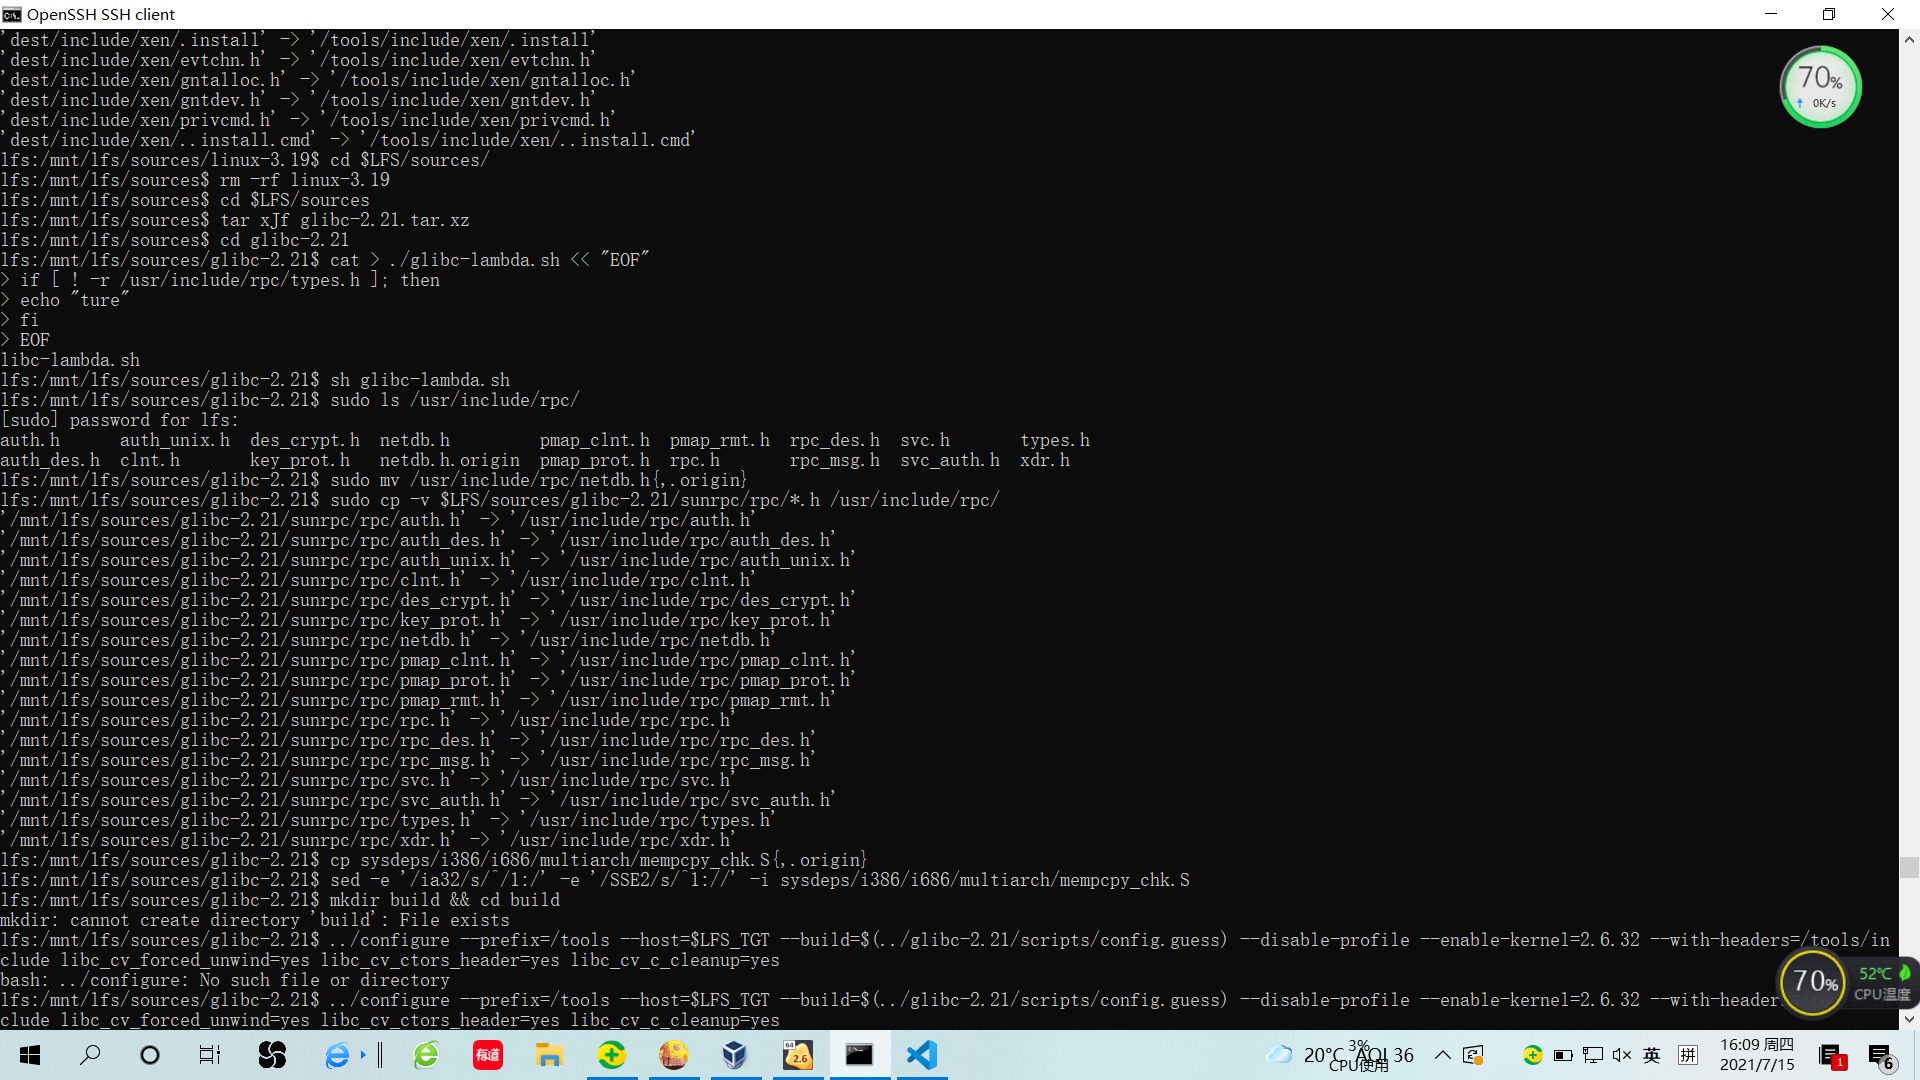 OpenSSH SSH client
'dest/include/xen/.install' -> '/tools/include/xen/.install'
'dest/include/xen/evtchn.h' -> '/tools/include/xen/evtchn.h'
'dest/include/xen/gntalloc.h' -> '/tools/include/xen/gntalloc.h'
'dest/include/xen/gntdev.h' -> '/tools/include/xen/gntdev.h'
'dest/include/xen/privcmd.h' -> '/tools/include/xen/privcmd.h'
'dest/include/xen/..install.cmd' -> '/tools/include/xen/..install.cmd'
lfs:/mnt/lfs/sources/linux-3.19$ cd $LFS/sources/
lfs:/mnt/lfs/sources$ rm -rf linux-3.19
lfs:/mnt/lfs/sources$ cd $LFS/sources
lfs:/mnt/lfs/sources$ tar xJf glibc-2.21.tar.xz
lfs:/mnt/lfs/sources$ cd glibc-2.21
lfs:/mnt/lfs/sources/glibc-2.21$ cat > ./glibc-lambda.sh << "EOF"
> if [ ! -r /usr/include/rpc/types.h ]; then
> echo "ture"
> fi
> EOF
libc-lambda.sh
lfs:/mnt/lfs/sources/glibc-2.21$ sh glibc-lambda.sh
lfs:/mnt/lfs/sources/glibc-2.21$ sudo ls /usr/include/rpc/
[sudo] password for lfs:
auth.h auth_unix.h des_crypt.h netdb.h pmap_clnt.h pmap_rmt.h rpc_des.h svc.h types.h
auth_des.h clnt.h key_prot.h netdb.h.origin pmap_prot.h rpc.h rpc_msg.h svc_auth.h xdr.h
lfs:/mnt/lfs/sources/glibc-2.21$ sudo mv /usr/include/rpc/netdb.h{,.origin}
lfs:/mnt/lfs/sources/glibc-2.21$ sudo cp -v $LFS/sources/glibc-2.21/sunrpc/rpc/*.h /usr/include/rpc/
'/mnt/lfs/sources/glibc-2.21/sunrpc/rpc/auth.h' -> '/usr/include/rpc/auth.h'
'/mnt/lfs/sources/glibc-2.21/sunrpc/rpc/auth_des.h' -> '/usr/include/rpc/auth_des.h'
'/mnt/lfs/sources/glibc-2.21/sunrpc/rpc/auth_unix.h' -> '/usr/include/rpc/auth_unix.h'
'/mnt/lfs/sources/glibc-2.21/sunrpc/rpc/clnt.h' -> '/usr/include/rpc/clnt.h'
'/mnt/lfs/sources/glibc-2.21/sunrpc/rpc/des_crypt.h' -> '/usr/include/rpc/des_crypt.h'
'/mnt/lfs/sources/glibc-2.21/sunrpc/rpc/key_prot.h' -> '/usr/include/rpc/key_prot.h'
'/mnt/lfs/sources/glibc-2.21/sunrpc/rpc/netdb.h' -> '/usr/include/rpc/netdb.h'
'/mnt/lfs/sources/glibc-2.21/sunrpc/rpc/pmap_clnt.h' -> '/usr/include/rpc/pmap_clnt.h'
'/mnt/lfs/sources/glibc-2.21/sunrpc/rpc/pmap_prot.h' -> '/usr/include/rpc/pmap_prot.h'
'/mnt/lfs/sources/glibc-2.21/sunrpc/rpc/pmap_rmt.h' -> '/usr/include/rpc/pmap_rmt.h'
'/mnt/lfs/sources/glibc-2.21/sunrpc/rpc/rpc.h' -> '/usr/include/rpc/rpc.h'
'/mnt/lfs/sources/glibc-2.21/sunrpc/rpc/rpc_des.h' -> '/usr/include/rpc/rpc_des.h'
'/mnt/lfs/sources/glibc-2.21/sunrpc/rpc/rpc_msg.h' -> '/usr/include/rpc/rpc_msg.h'
'/mnt/lfs/sources/glibc-2.21/sunrpc/rpc/svc.h' -> '/usr/include/rpc/svc.h'
'/mnt/lfs/sources/glibc-2.21/sunrpc/rpc/svc_auth.h' -> '/usr/include/rpc/svc_auth.h'
'/mnt/lfs/sources/glibc-2.21/sunrpc/rpc/types.h' -> '/usr/include/rpc/types.h'
'/mnt/lfs/sources/glibc-2.21/sunrpc/rpc/xdr.h' -> '/usr/include/rpc/xdr.h'
lfs:/mnt/lfs/sources/glibc-2.21$ cp sysdeps/i386/i686/multiarch/mempcpy_chk.S{,.origin}
lfs:/mnt/lfs/sources/glibc-2.21$ sed -e '/ia32/s/^/1:/' -e '/SSE2/s/^1://' -i sysdeps/i386/i686/multiarch/mempcpy_chk.S
lfs:/mnt/lfs/sources/glibc-2.21$ mkdir build && cd build
mkdir: cannot create directory 'build': File exists
lfs:/mnt/lfs/sources/glibc-2.21$ ../configure --prefix=/tools --host=$LFS_TGT --build=$(../glibc-2.21/scripts/config.guess) --disable-profile --enable-kernel=2.6.32 --with-headers=/tools/in
clude libc_cv_forced_unwind=yes libc_cv_ctors_header=yes libc_cv_c_cleanup=yes
bash: ../configure: No such file or directory
lfs:/mnt/lfs/sources/glibc-2.21$ ../configure --prefix=/tools --host=$LFS_TGT --build=$(../glibc-2.21/scripts/config.guess) --disable-profile --enable-kernel=2.6.32 --with-header
clude libc_cv_forced_unwind=yes libc_cv_ctors_header=yes libc_cv_c_cleanup=yes
70%
0K/s
70%
52℃
CPU温度
有道
64
2.6
20°C AQI 36
3%
CPU使用
英
拼
16:09 周四
2021/7/15
1
6